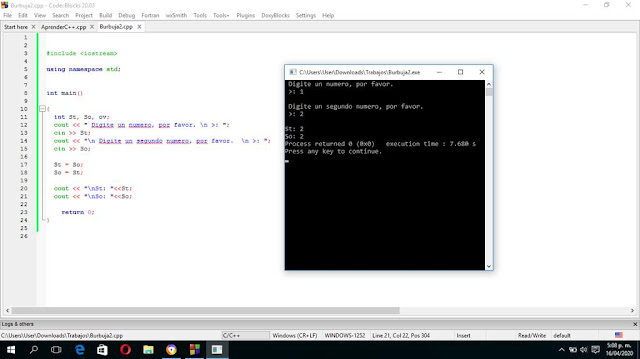 Burbuja2.cpp - Code::Blocks 20.03
File Edit View Search Project Build Debug Fortran wxSmith Tools Tools+ Plugins DoxyBlocks Settings Help
Start here AprenderC++.cpp Burbuja2.cpp
1
2
3 #include <iostream>
4
5 using namespace std;
6
7
8 int main()
9
10 {
11 int St, So, cv;
12 cout << " Digite un numero, por favor. \n >: ";
13 cin >> St;
14 cout << "\n Digite un segundo numero, por favor. \n >: ";
15 cin >> So;
16
17 St = So;
18 So = St;
19
20 cout << "\nSt: "<<St;
21 cout << "\nSo: "<<So;
22
23 return 0;
24 }
25
26
C:\Users\User\Downloads\Trabajos\Burbuja2.exe
Digite un numero, por favor.
>: 1
Digite un segundo numero, por favor.
>: 2
St: 2
So: 2
Process returned 0 (0x0) execution time : 7.680 s
Press any key to continue.
Logs & others
C:\Users\User\Downloads\Trabajos\Burbuja2.cpp C/C++ Windows (CR+LF) WINDOWS-1252 Line 21, Col 22, Pos 304 Insert Read/Write default
5:08 p. m.
16/04/2020